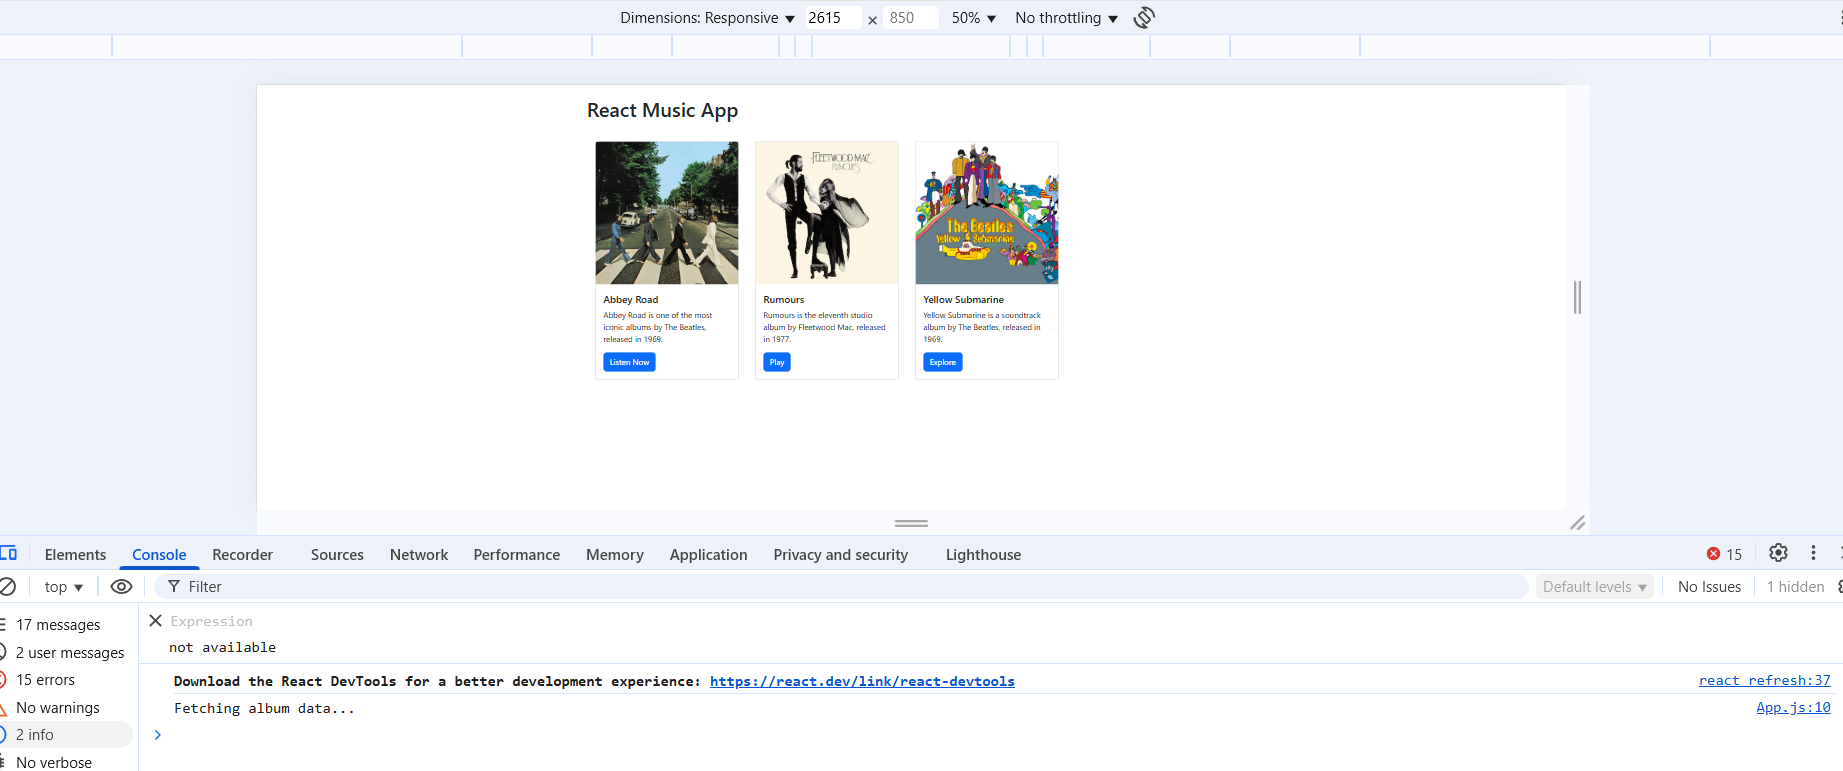 Dimensions: Responsive ▼ 2615 × 850 50% ▼ No throttling ▼
React Music App
FLEETWOOD MAC
RUMOURS
The Beatles
Yellow Submarine
Abbey Road
Abbey Road is one of the most
iconic albums by The Beatles,
released in 1969.
Listen Now
Rumours
Rumours is the eleventh studio
album by Fleetwood Mac, released
in 1977.
Play
Yellow Submarine
Yellow Submarine is a soundtrack
album by The Beatles, released in
1969.
Explore
Elements Console Recorder Sources Network Performance Memory Application Privacy and security Lighthouse 15
top ▼ Filter Default levels ▼ No Issues 1 hidden
17 messages
2 user messages
15 errors
No warnings
2 info
No verbose
Expression
not available
Download the React DevTools for a better development experience: https://react.dev/link/react-devtools react refresh:37
Fetching album data... App.js:10